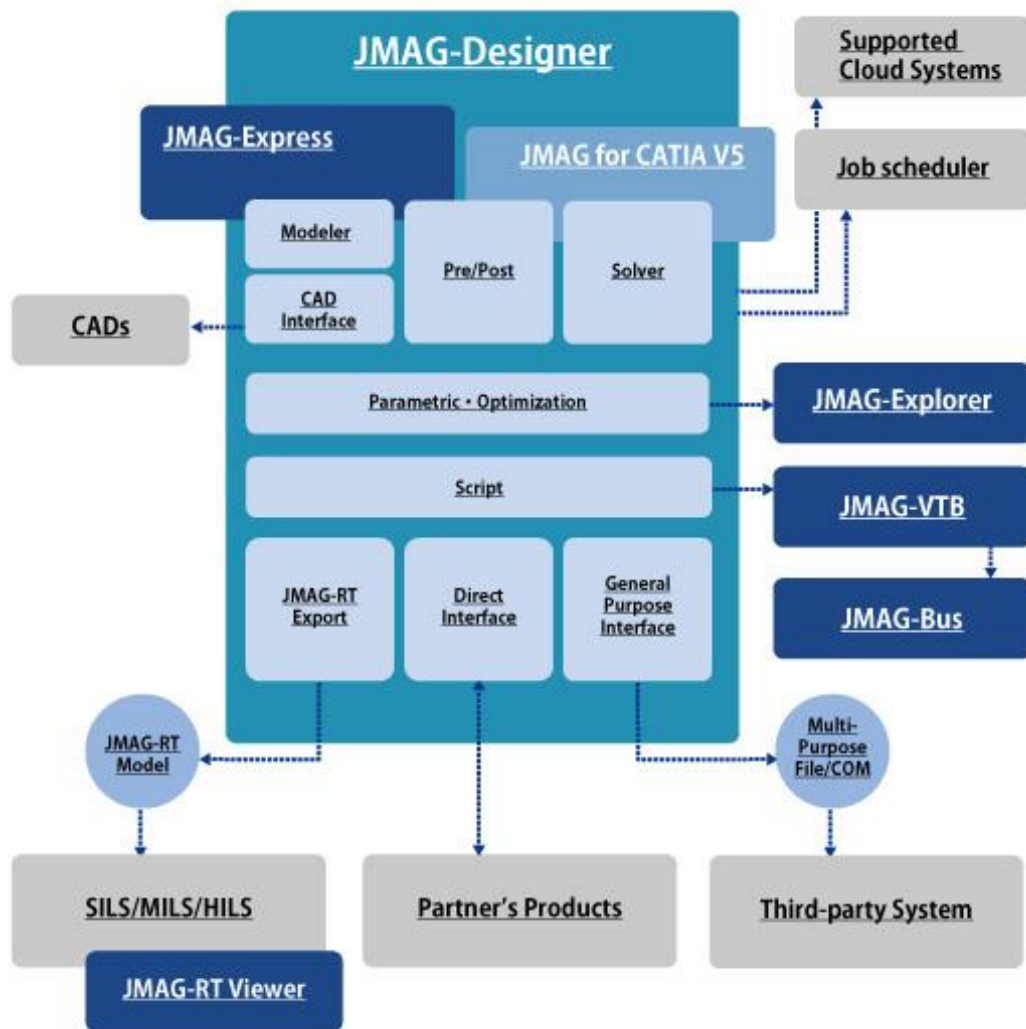 JMAG-Designer
Supported
Cloud Systems
JMAG-Express
JMAG for CATIA V5
Job scheduler
Modeler
Pre/Post
Solver
CAD
Interface
CADs
Parametric・Optimization
JMAG-Explorer
Script
JMAG-VTB
JMAG-RT
Export
Direct
Interface
General
Purpose
Interface
JMAG-Bus
JMAG-RT
Model
Multi-
Purpose
File/COM
SILS/MILS/HILS
Partner's Products
Third-party System
JMAG-RT Viewer